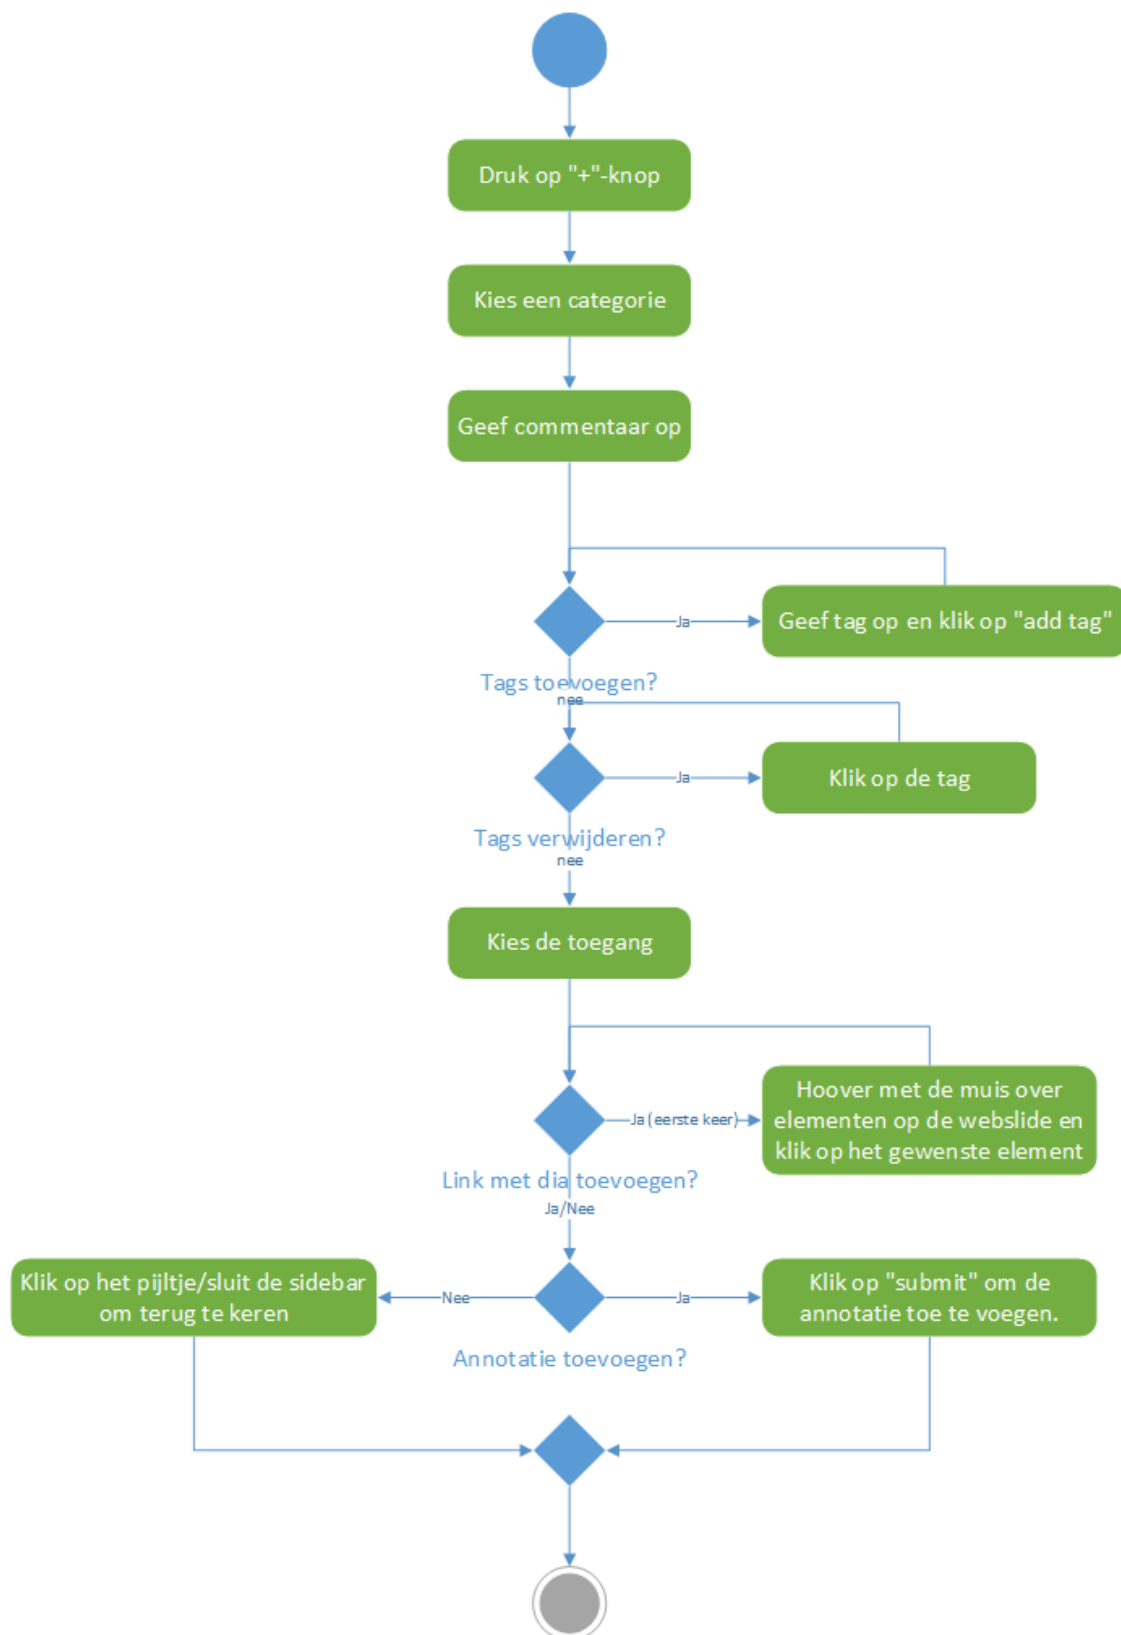 Druk op "+"-knop
Kies een categorie
Geef commentaar op
Ja
Geef tag op en klik op "add tag"
Tags toevoegen?
nee
Ja
Klik op de tag
Tags verwijderen?
nee
Kies de toegang
Ja (eerste keer)
Hoover met de muis over
elementen op de webslide en
klik op het gewenste element
Link met dia toevoegen?
Ja/Nee
Klik op het pijltje/sluit de sidebar
om terug te keren
Nee
Ja
Klik op "submit" om de
annotatie toe te voegen.
Annotatie toevoegen?